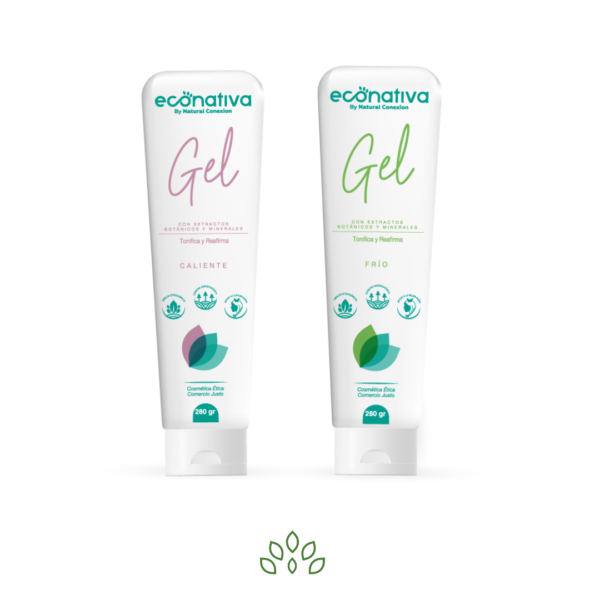 econativa
By Natural Conexion
Gel
CON EXTRACTOS
BOTÁNICOS Y MINERALES
Tonifica y Reafirma
CALIENTE
Cosmética Ética
Comercio Justo
280 gr
econativa
By Natural Conexion
Gel
CON EXTRACTOS
BOTÁNICOS Y MINERALES
Tonifica y Reafirma
FRÍO
Cosmética Ética
Comercio Justo
280 gr